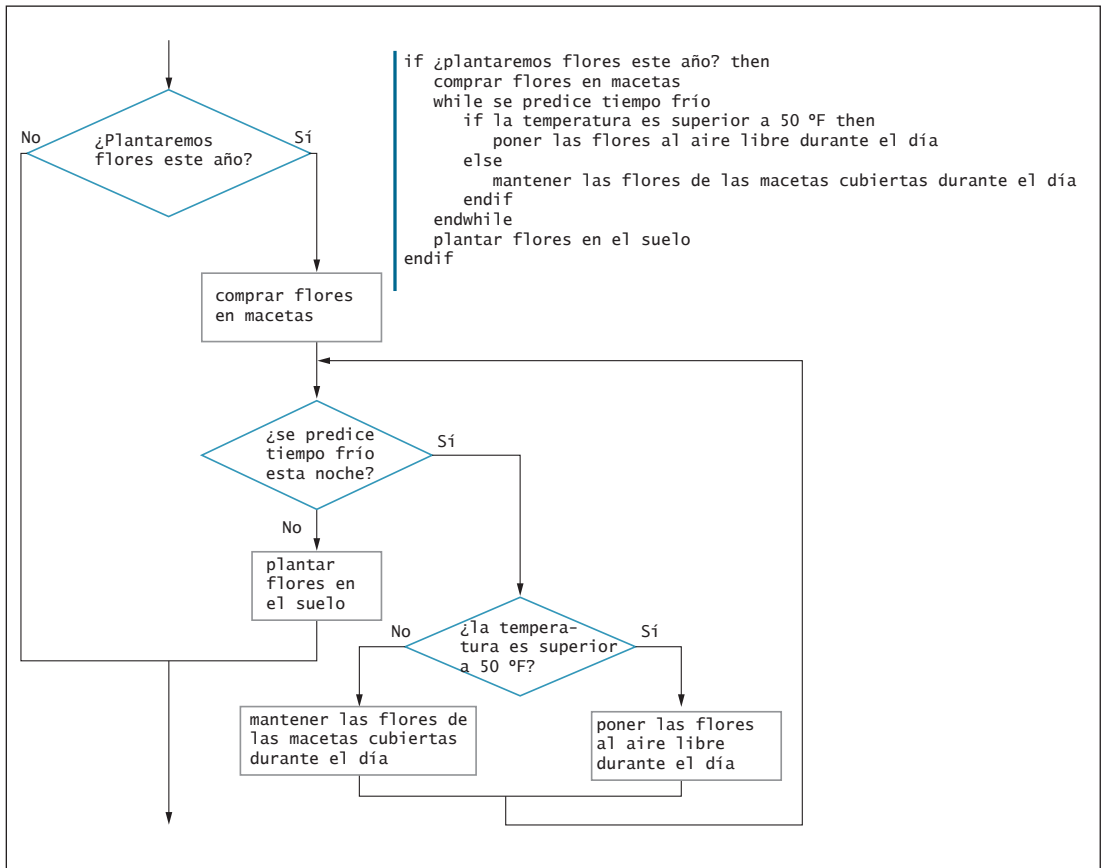 if ¿plantaremos flores este año? then
comprar flores en macetas
while se predice tiempo frío
if la temperatura es superior a 50 ºF then
poner las flores al aire libre durante el día
else
mantener las flores de las macetas cubiertas durante el día
endif
endwhile
plantar flores en el suelo
endif
No
¿Plantaremos
flores este año?
Sí
comprar flores
en macetas
¿se predice
tiempo frío
esta noche?
Sí
No
plantar
flores en
el suelo
No
¿la tempera-
tura es superior
a 50 ºF?
Sí
mantener las flores de
las macetas cubiertas
durante el día
poner las flores
al aire libre
durante el día